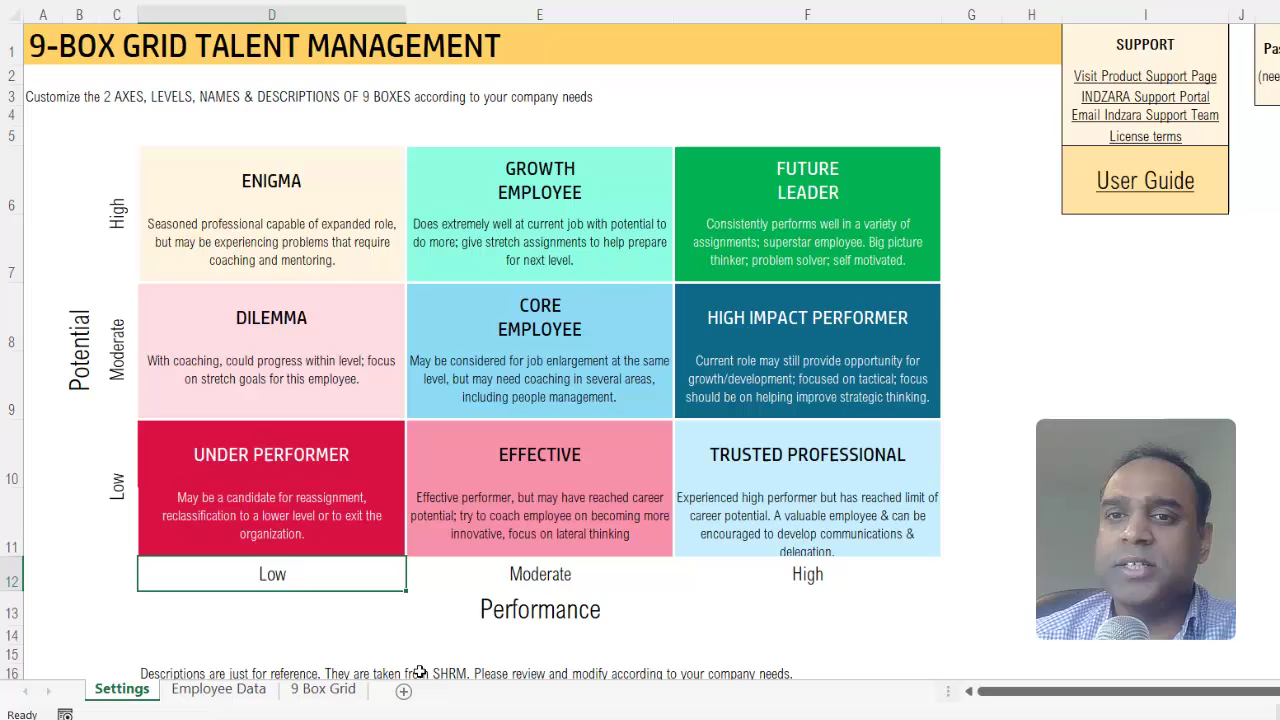 A B C D E F G H I J
1 9-BOX GRID TALENT MANAGEMENT
SUPPORT
2
Visit Product Support Page
3 Customize the 2 AXES, LEVELS, NAMES & DESCRIPTIONS OF 9 BOXES according to your company needs
INDZARA Support Portal
4
Email Indzara Support Team
5
License terms
User Guide
6
High
ENIGMA
Seasoned professional capable of expanded role,
but may be experiencing problems that require
coaching and mentoring.
GROWTH
EMPLOYEE
Does extremely well at current job with potential to
do more; give stretch assignments to help prepare
for next level.
FUTURE
LEADER
Consistently performs well in a variety of
assignments; superstar employee. Big picture
thinker; problem solver; self motivated.
7
8
Potential
Moderate
DILEMMA
With coaching, could progress within level; focus
on stretch goals for this employee.
CORE
EMPLOYEE
May be considered for job enlargement at the same
level, but may need coaching in several areas,
including people management.
HIGH IMPACT PERFORMER
Current role may still provide opportunity for
growth/development; focused on tactical; focus
should be on helping improve strategic thinking.
9
10
Low
UNDER PERFORMER
May be a candidate for reassignment,
reclassification to a lower level or to exit the
organization.
EFFECTIVE
Effective performer, but may have reached career
potential; try to coach employee on becoming more
innovative, focus on lateral thinking
TRUSTED PROFESSIONAL
Experienced high performer but has reached limit of
career potential. A valuable employee & can be
encouraged to develop communications &
delegation.
11
12 Low Moderate High
13 Performance
14
15
16 Descriptions are just for reference. They are taken from SHRM. Please review and modify according to your company needs.
Settings Employee Data 9 Box Grid
Ready